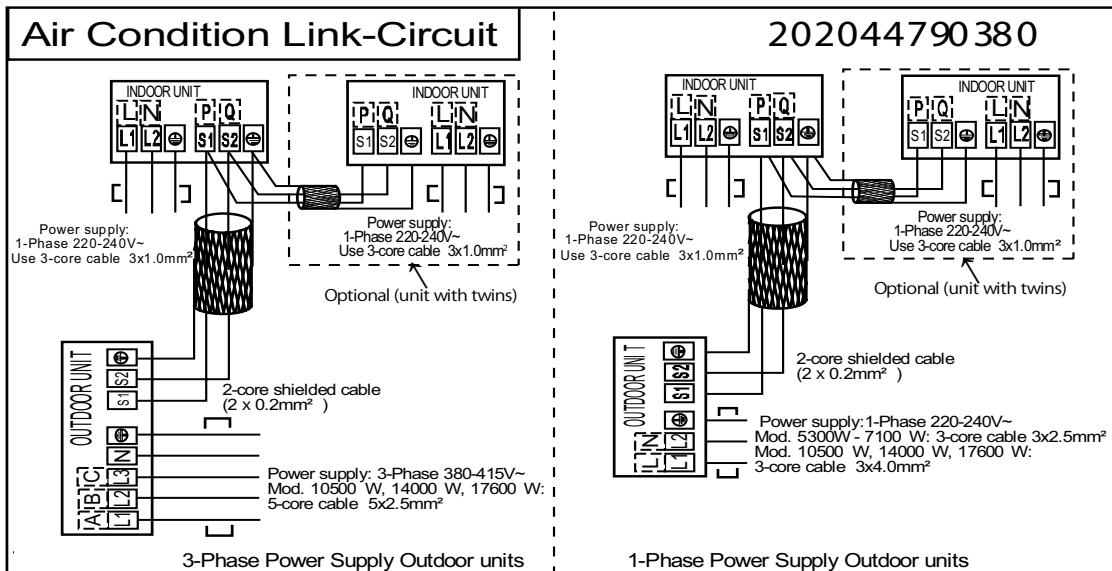 Air Condition Link-Circuit
202044790380
INDOOR UNIT
L N P Q
L1 L2 S1 S2
INDOOR UNIT
P Q L N
S1 S2 L1 L2
Power supply:
1-Phase 220-240V~
Use 3-core cable 3x1.0mm²
Power supply:
1-Phase 220-240V~
Use 3-core cable 3x1.0mm²
Optional (unit with twins)
OUTDOOR UNIT
S2
S1
N
C L3
B L2
A L1
2-core shielded cable
(2 x 0.2mm² )
Power supply: 3-Phase 380-415V~
Mod. 10500 W, 14000 W, 17600 W:
5-core cable 5x2.5mm²
3-Phase Power Supply Outdoor units
INDOOR UNIT
L N P Q
L1 L2 S1 S2
INDOOR UNIT
P Q L N
S1 S2 L1 L2
Power supply:
1-Phase 220-240V~
Use 3-core cable 3x1.0mm²
Power supply:
1-Phase 220-240V~
Use 3-core cable 3x1.0mm²
Optional (unit with twins)
OUTDOOR UNIT
S2
S1
N L2
L L1
2-core shielded cable
(2 x 0.2mm² )
Power supply:1-Phase 220-240V~
Mod. 5300W - 7100 W: 3-core cable 3x2.5mm²
Mod. 10500 W, 14000 W, 17600 W:
3-core cable 3x4.0mm²
1-Phase Power Supply Outdoor units